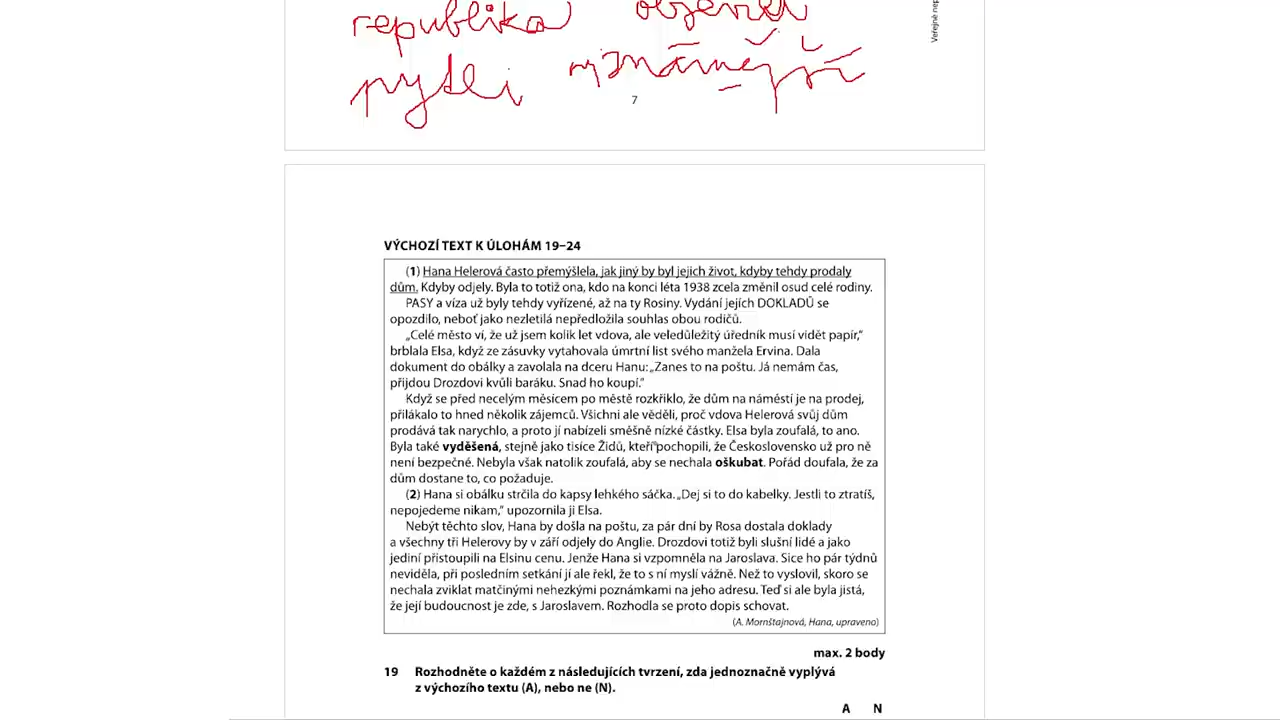 republika objevil
pytli
Veřejně nep
7
VÝCHOZÍ TEXT K ÚLOHÁM 19–24
(1) Hana Helerová často přemýšlela, jak jiný by byl jejich život, kdyby tehdy prodaly
dům. Kdyby odjely. Byla to totiž ona, kdo na konci léta 1938 zcela změnil osud celé rodiny.
PASY a víza už byly tehdy vyřízené, až na ty Rosiny. Vydání jejích DOKLADŮ se
opozdilo, neboť jako nezletilá nepředložila souhlas obou rodičů.
„Celé město ví, že už jsem kolik let vdova, ale veledůležitý úředník musí vidět papír,“
brblala Elsa, když ze zásuvky vytahovala úmrtní list svého manžela Ervina. Dala
dokument do obálky a zavolala na dceru Hanu: „Zanes to na poštu. Já nemám čas,
přijdou Drozdovi kvůli baráku. Snad ho koupí.“
Když se před necelým měsícem po městě rozkřiklo, že dům na náměstí je na prodej,
přilákalo to hned několik zájemců. Všichni ale věděli, proč vdova Helerová svůj dům
prodává tak narychlo, a proto jí nabízeli směšně nízké částky. Elsa byla zoufalá, to ano.
Byla také vyděšená, stejně jako tisíce Židů, kteří pochopili, že Československo už pro ně
není bezpečné. Nebyla však natolik zoufalá, aby se nechala oškubat. Pořád doufala, že za
dům dostane to, co požaduje.
(2) Hana si obálku strčila do kapsy lehkého sáčka. „Dej si to do kabelky. Jestli to ztratíš,
nepojedeme nikam,“ upozornila ji Elsa.
Nebýt těchto slov, Hana by došla na poštu, za pár dní by Rosa dostala doklady
a všechny tři Helerovy by v září odjely do Anglie. Drozdovi totiž byli slušní lidé a jako
jediní přistoupili na Elsinu cenu. Jenže Hana si vzpomněla na Jaroslava. Sice ho pár týdnů
neviděla, při posledním setkání jí ale řekl, že to s ní myslí vážně. Než to vyslovil, skoro se
nechala zviklat matčinými nehezkými poznámkami na jeho adresu. Teď si ale byla jistá,
že její budoucnost je zde, s Jaroslavem. Rozhodla se proto dopis schovat.
(A. Mornštajnová, Hana, upraveno)
max. 2 body
19 Rozhodněte o každém z následujících tvrzení, zda jednoznačně vyplývá
z výchozího textu (A), nebo ne (N).
A N